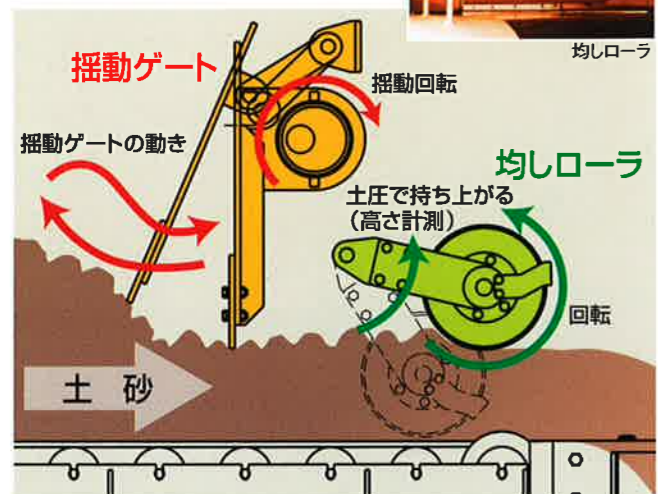 均しローラ
揺動ゲート
揺動回転
揺動ゲートの動き
均しローラ
土圧で持ち上がる
（高さ計測）
回転
土 砂